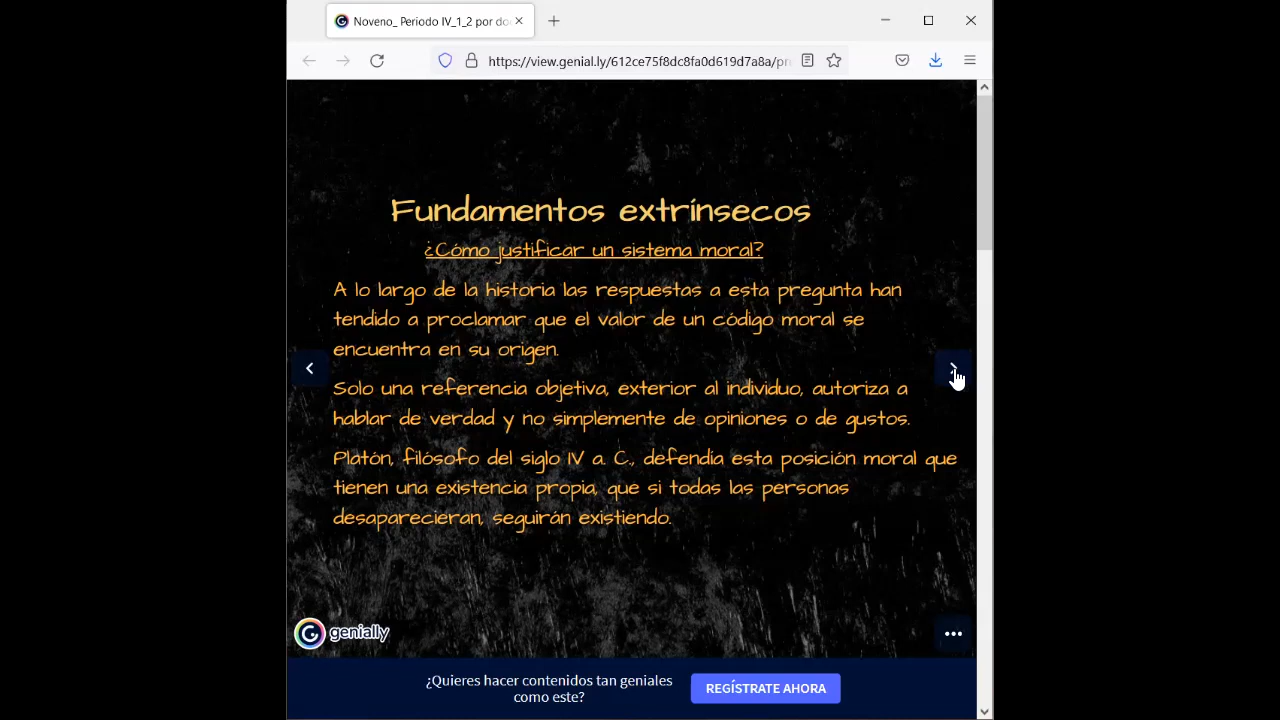 Noveno_ Periodo IV_1_2 por do
https://view.genial.ly/612ce75f8dc8fa0d619d7a8a/pr
Fundamentos extrínsecos
¿Cómo justificar un sistema moral?
A lo largo de la historia las respuestas a esta pregunta han
tendido a proclamar que el valor de un código moral se
encuentra en su origen.
Solo una referencia objetiva, exterior al individuo, autoriza a
hablar de verdad y no simplemente de opiniones o de gustos.
Platón, filósofo del siglo IV a. C., defendía esta posición moral que
tienen una existencia propia, que si todas las personas
desaparecieran, seguirán existiendo.
genially
¿Quieres hacer contenidos tan geniales
como este?
REGÍSTRATE AHORA